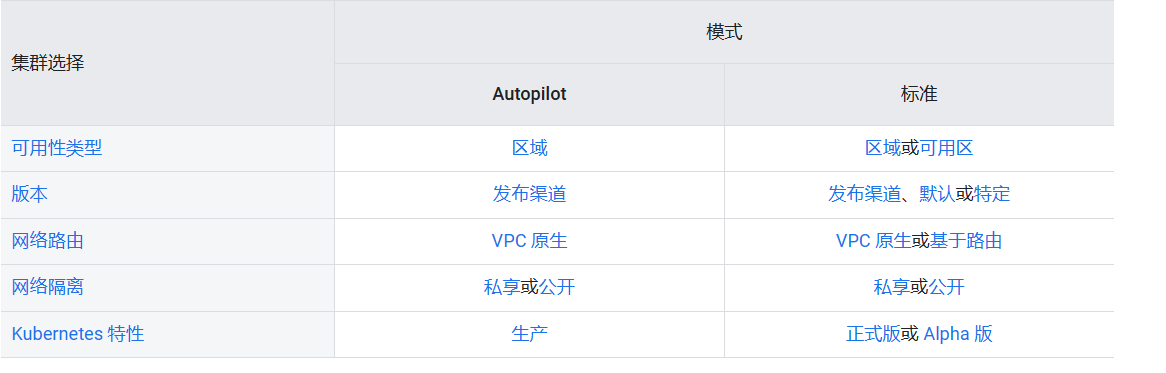 集群选择
模式
Autopilot
标准
可用性类型
区域
区域或可用区
版本
发布渠道
发布渠道、默认或特定
网络路由
VPC 原生
VPC 原生或基于路由
网络隔离
私享或公开
私享或公开
Kubernetes 特性
生产
正式版或 Alpha 版